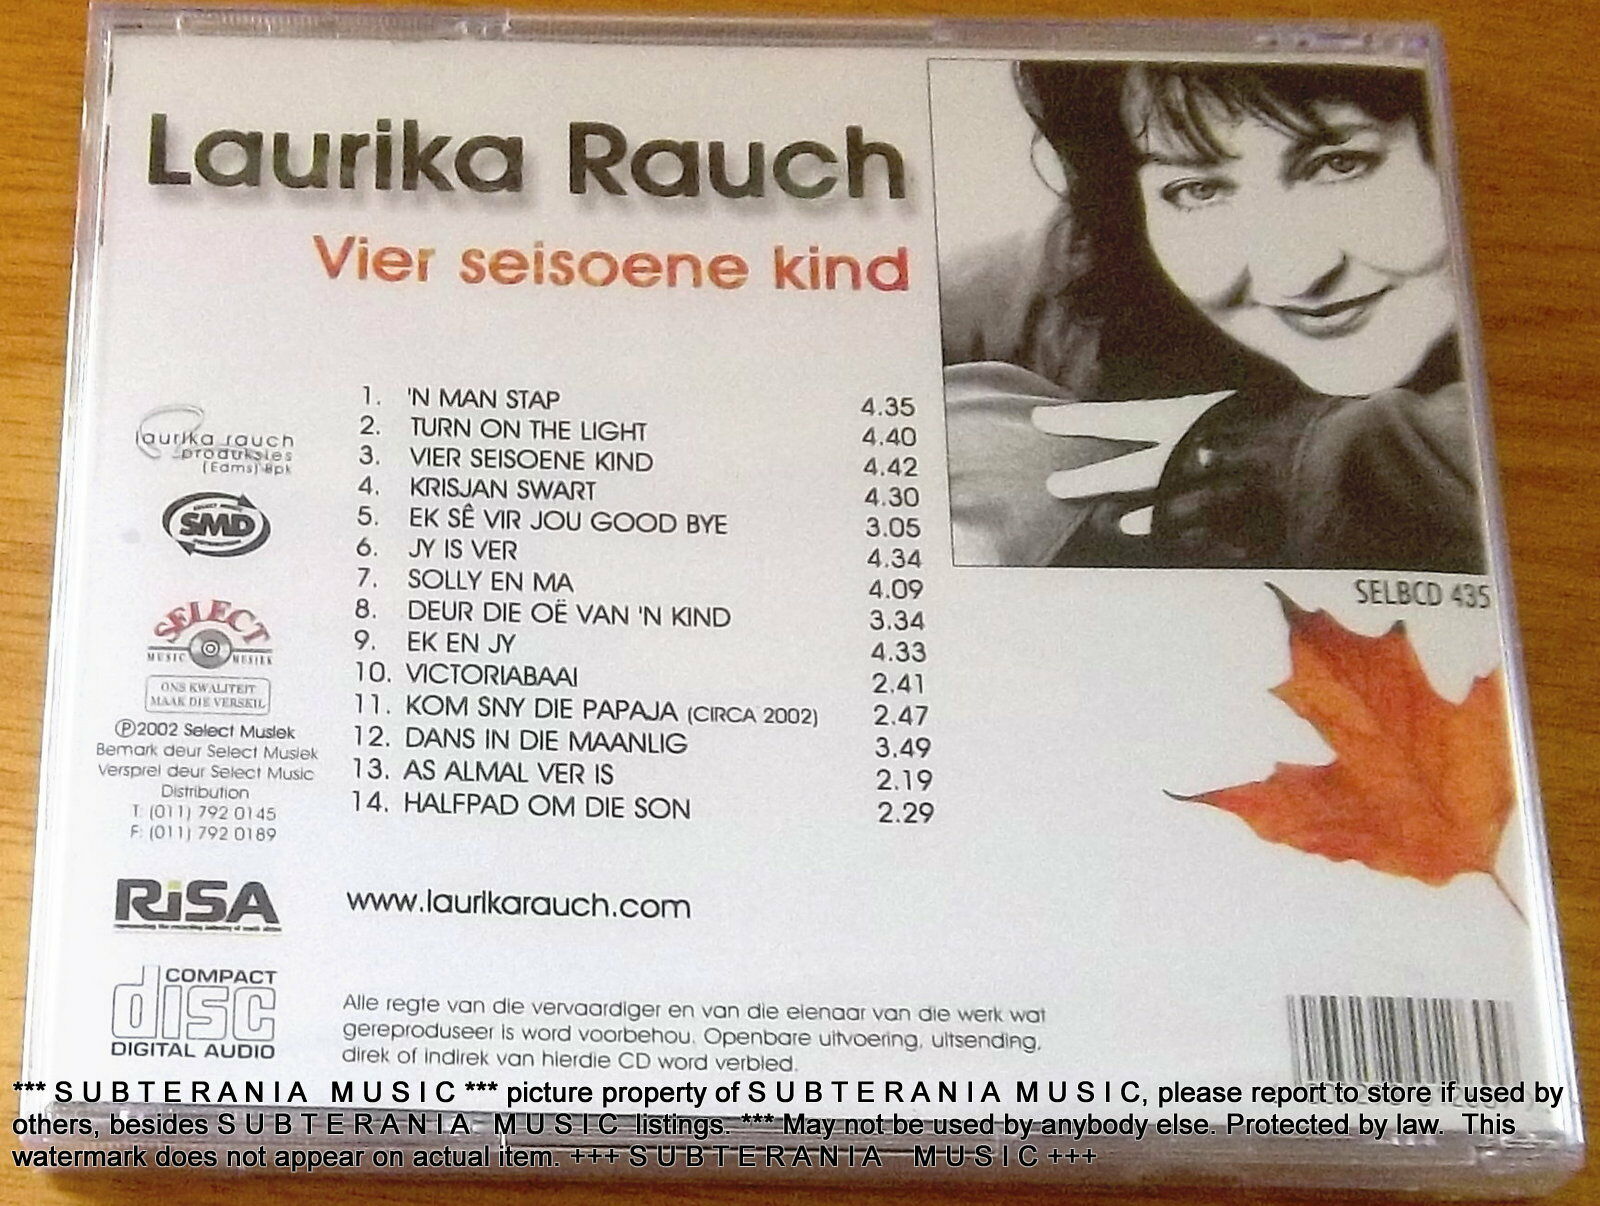 Laurika Rauch
Vier seisoene kind
1. 'N MAN STAP 4.35
2. TURN ON THE LIGHT 4.40
3. VIER SEISOENE KIND 4.42
4. KRISJAN SWART 4.30
5. EK SÊ VIR JOU GOOD BYE 3.05
6. JY IS VER 4.34
7. SOLLY EN MA 4.09
8. DEUR DIE OË VAN 'N KIND 3.34
9. EK EN JY 4.33
10. VICTORIABAAI 2.41
11. KOM SNY DIE PAPAJA (CIRCA 2002) 2.47
12. DANS IN DIE MAANLIG 3.49
13. AS ALMAL VER IS 2.19
14. HALFPAD OM DIE SON 2.29
laurika rauch
produksies
(Edms) Bpk
SMD
SELECT
MUSIC MUSIEK
ONS KWALITEIT
MAAK DIE VERSKIL
Ⓟ2002 Select Musiek
Bemark deur Select Musiek
Versprei deur Select Music
Distribution
T: (011) 792 0145
F: (011) 792 0189
RiSA
representing the recording industry of south africa
COMPACT
disc
DIGITAL AUDIO
SELBCD 435
www.laurikarauch.com
Alle regte van die vervaardiger en van die eienaar van die werk wat
gereproduseer is word voorbehou. Openbare uitvoering, uitsending,
direk of indirek van hierdie CD word verbied.
*** S U B T E R A N I A M U S I C *** picture property of S U B T E R A N I A M U S I C, please report to store if used by
others, besides S U B T E R A N I A M U S I C listings. *** May not be used by anybody else. Protected by law. This
watermark does not appear on actual item. +++ S U B T E R A N I A M U S I C +++